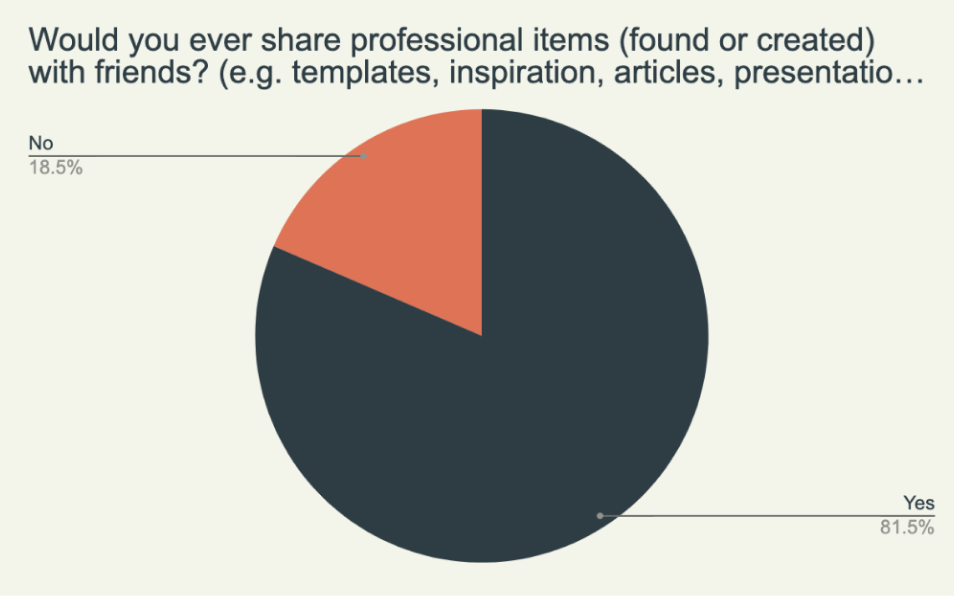 Would you ever share professional items (found or created)
with friends? (e.g. templates, inspiration, articles, presentatio…
No
18.5%
Yes
81.5%